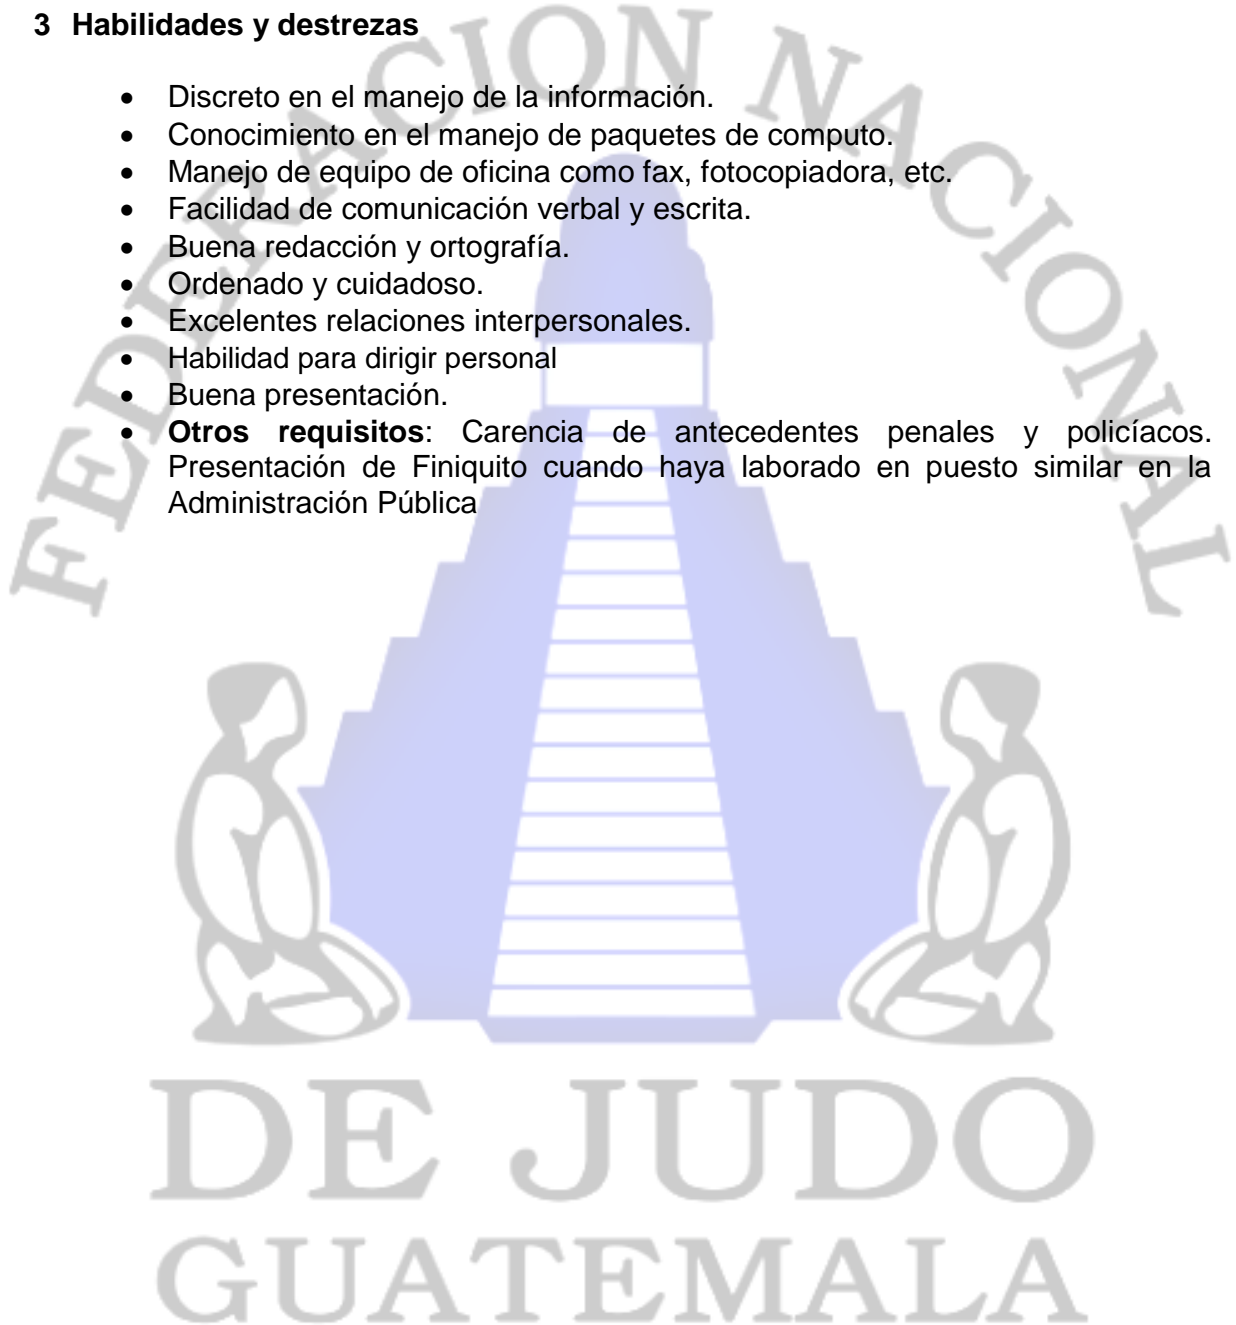 3 Habilidades y destrezas
• Discreto en el manejo de la información.
• Conocimiento en el manejo de paquetes de computo.
• Manejo de equipo de oficina como fax, fotocopiadora, etc.
• Facilidad de comunicación verbal y escrita.
• Buena redacción y ortografía.
• Ordenado y cuidadoso.
• Excelentes relaciones interpersonales.
• Habilidad para dirigir personal
• Buena presentación.
• Otros requisitos: Carencia de antecedentes penales y policíacos.
Presentación de Finiquito cuando haya laborado en puesto similar en la
Administración Pública
FEDERACION NACIONAL
DE JUDO
GUATEMALA